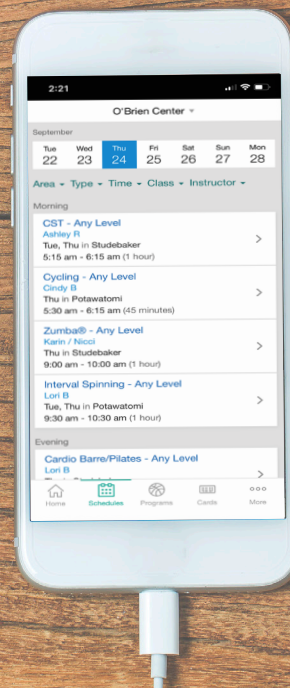 2:21
O'Brien Center
September
Tue Wed Thu Fri Sat Sun Mon
22 23 24 25 26 27 28
Area Type Time Class Instructor
Morning
CST - Any Level
Ashley R
Tue, Thu in Studebaker
5:15 am - 6:15 am (1 hour)
Cycling - Any Level
Cindy B
Thu in Potawatomi
5:30 am - 6:15 am (45 minutes)
Zumba® - Any Level
Karin / Nicci
Thu in Studebaker
9:00 am - 10:00 am (1 hour)
Interval Spinning - Any Level
Lori B
Tue, Thu in Potawatomi
9:30 am - 10:30 am (1 hour)
Evening
Cardio Barre/Pilates - Any Level
Lori B
Home Schedules Programs Cards More